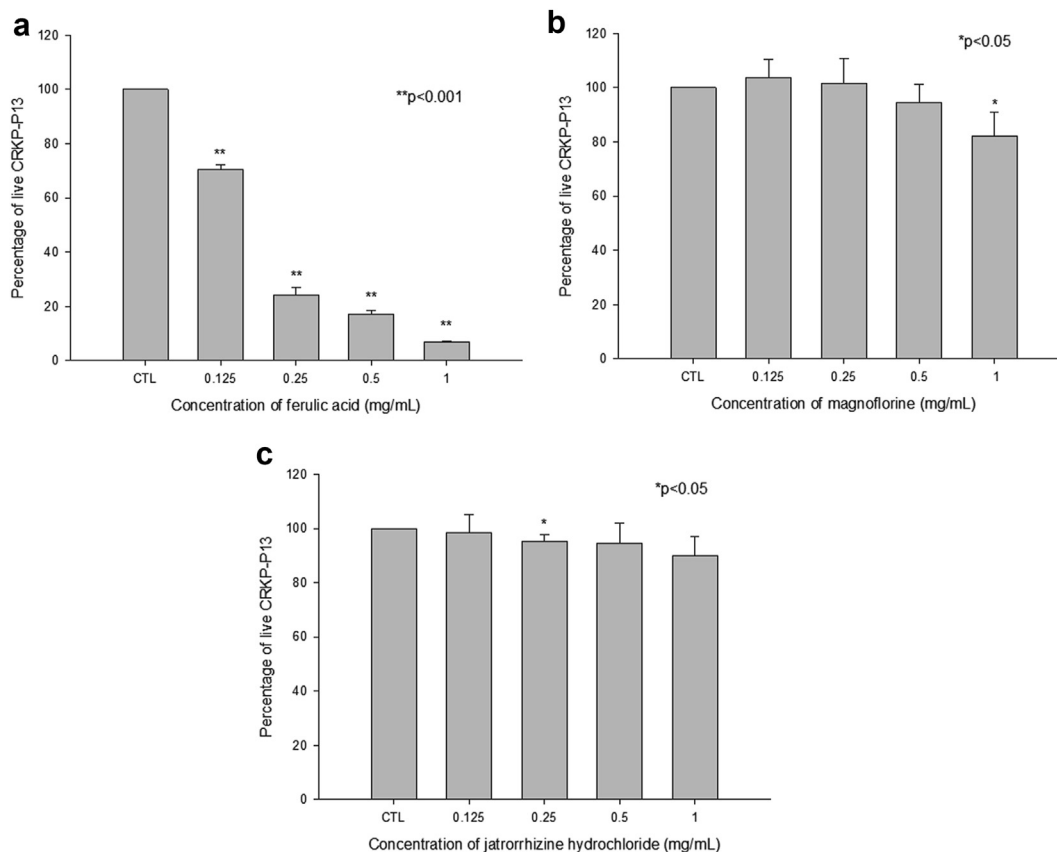 a
120
100
80
60
40
20
0
Percentage of live CRKP-P13
**p<0.001
**
**
**
**
CTL 0.125 0.25 0.5 1
Concentration of ferulic acid (mg/mL)
b
120
100
80
60
40
20
0
Percentage of live CRKP-P13
*p<0.05
*
CTL 0.125 0.25 0.5 1
Concentration of magnoflorine (mg/mL)
c
120
100
80
60
40
20
0
Percentage of live CRKP-P13
*p<0.05
*
CTL 0.125 0.25 0.5 1
Concentration of jatrorrhizine hydrochloride (mg/mL)